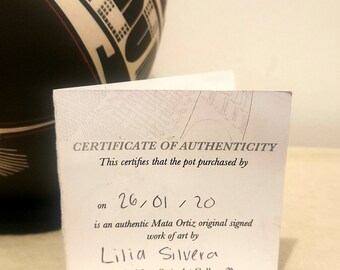 CERTIFICATE OF AUTHENTICITY
This certifies that the pot purchased by
on 26/01/20
is an authentic Mata Ortiz original signed
work of art by
Lilia Silvera